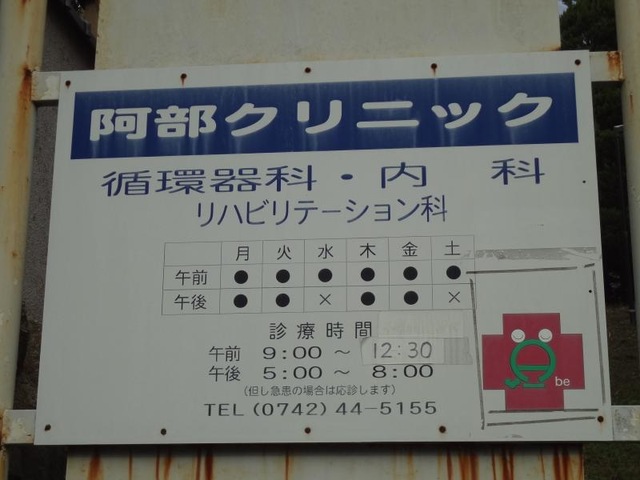 阿部クリニック
循環器科・内 科
リハビリテーション科
月 火 水 木 金 土
午前 ● ● ● ● ● ●
午後 ● ● × ● ● ×
診療時間
午前 9:00 ～ 12:30
午後 5:00 ～ 8:00
(但し急患の場合は応診します)
TEL (0742) 44-5155
be